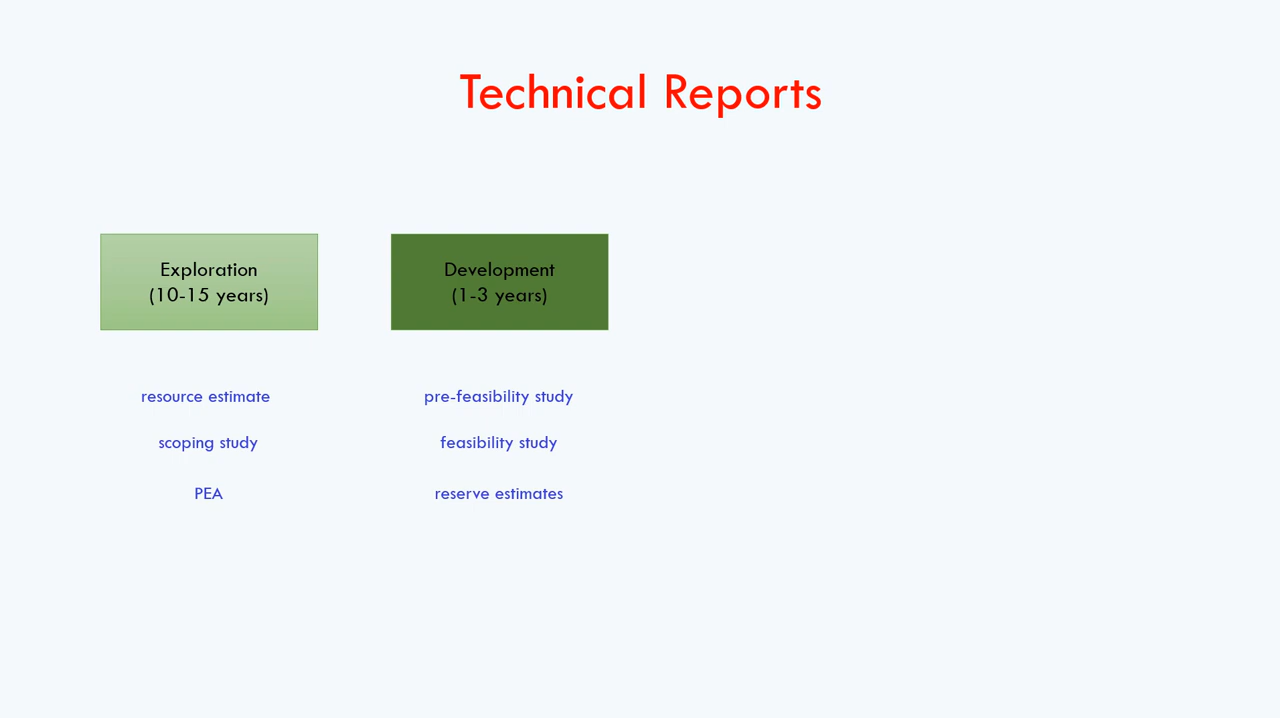 Technical Reports
Exploration
(10-15 years)
resource estimate
scoping study
PEA
Development
(1-3 years)
pre-feasibility study
feasibility study
reserve estimates